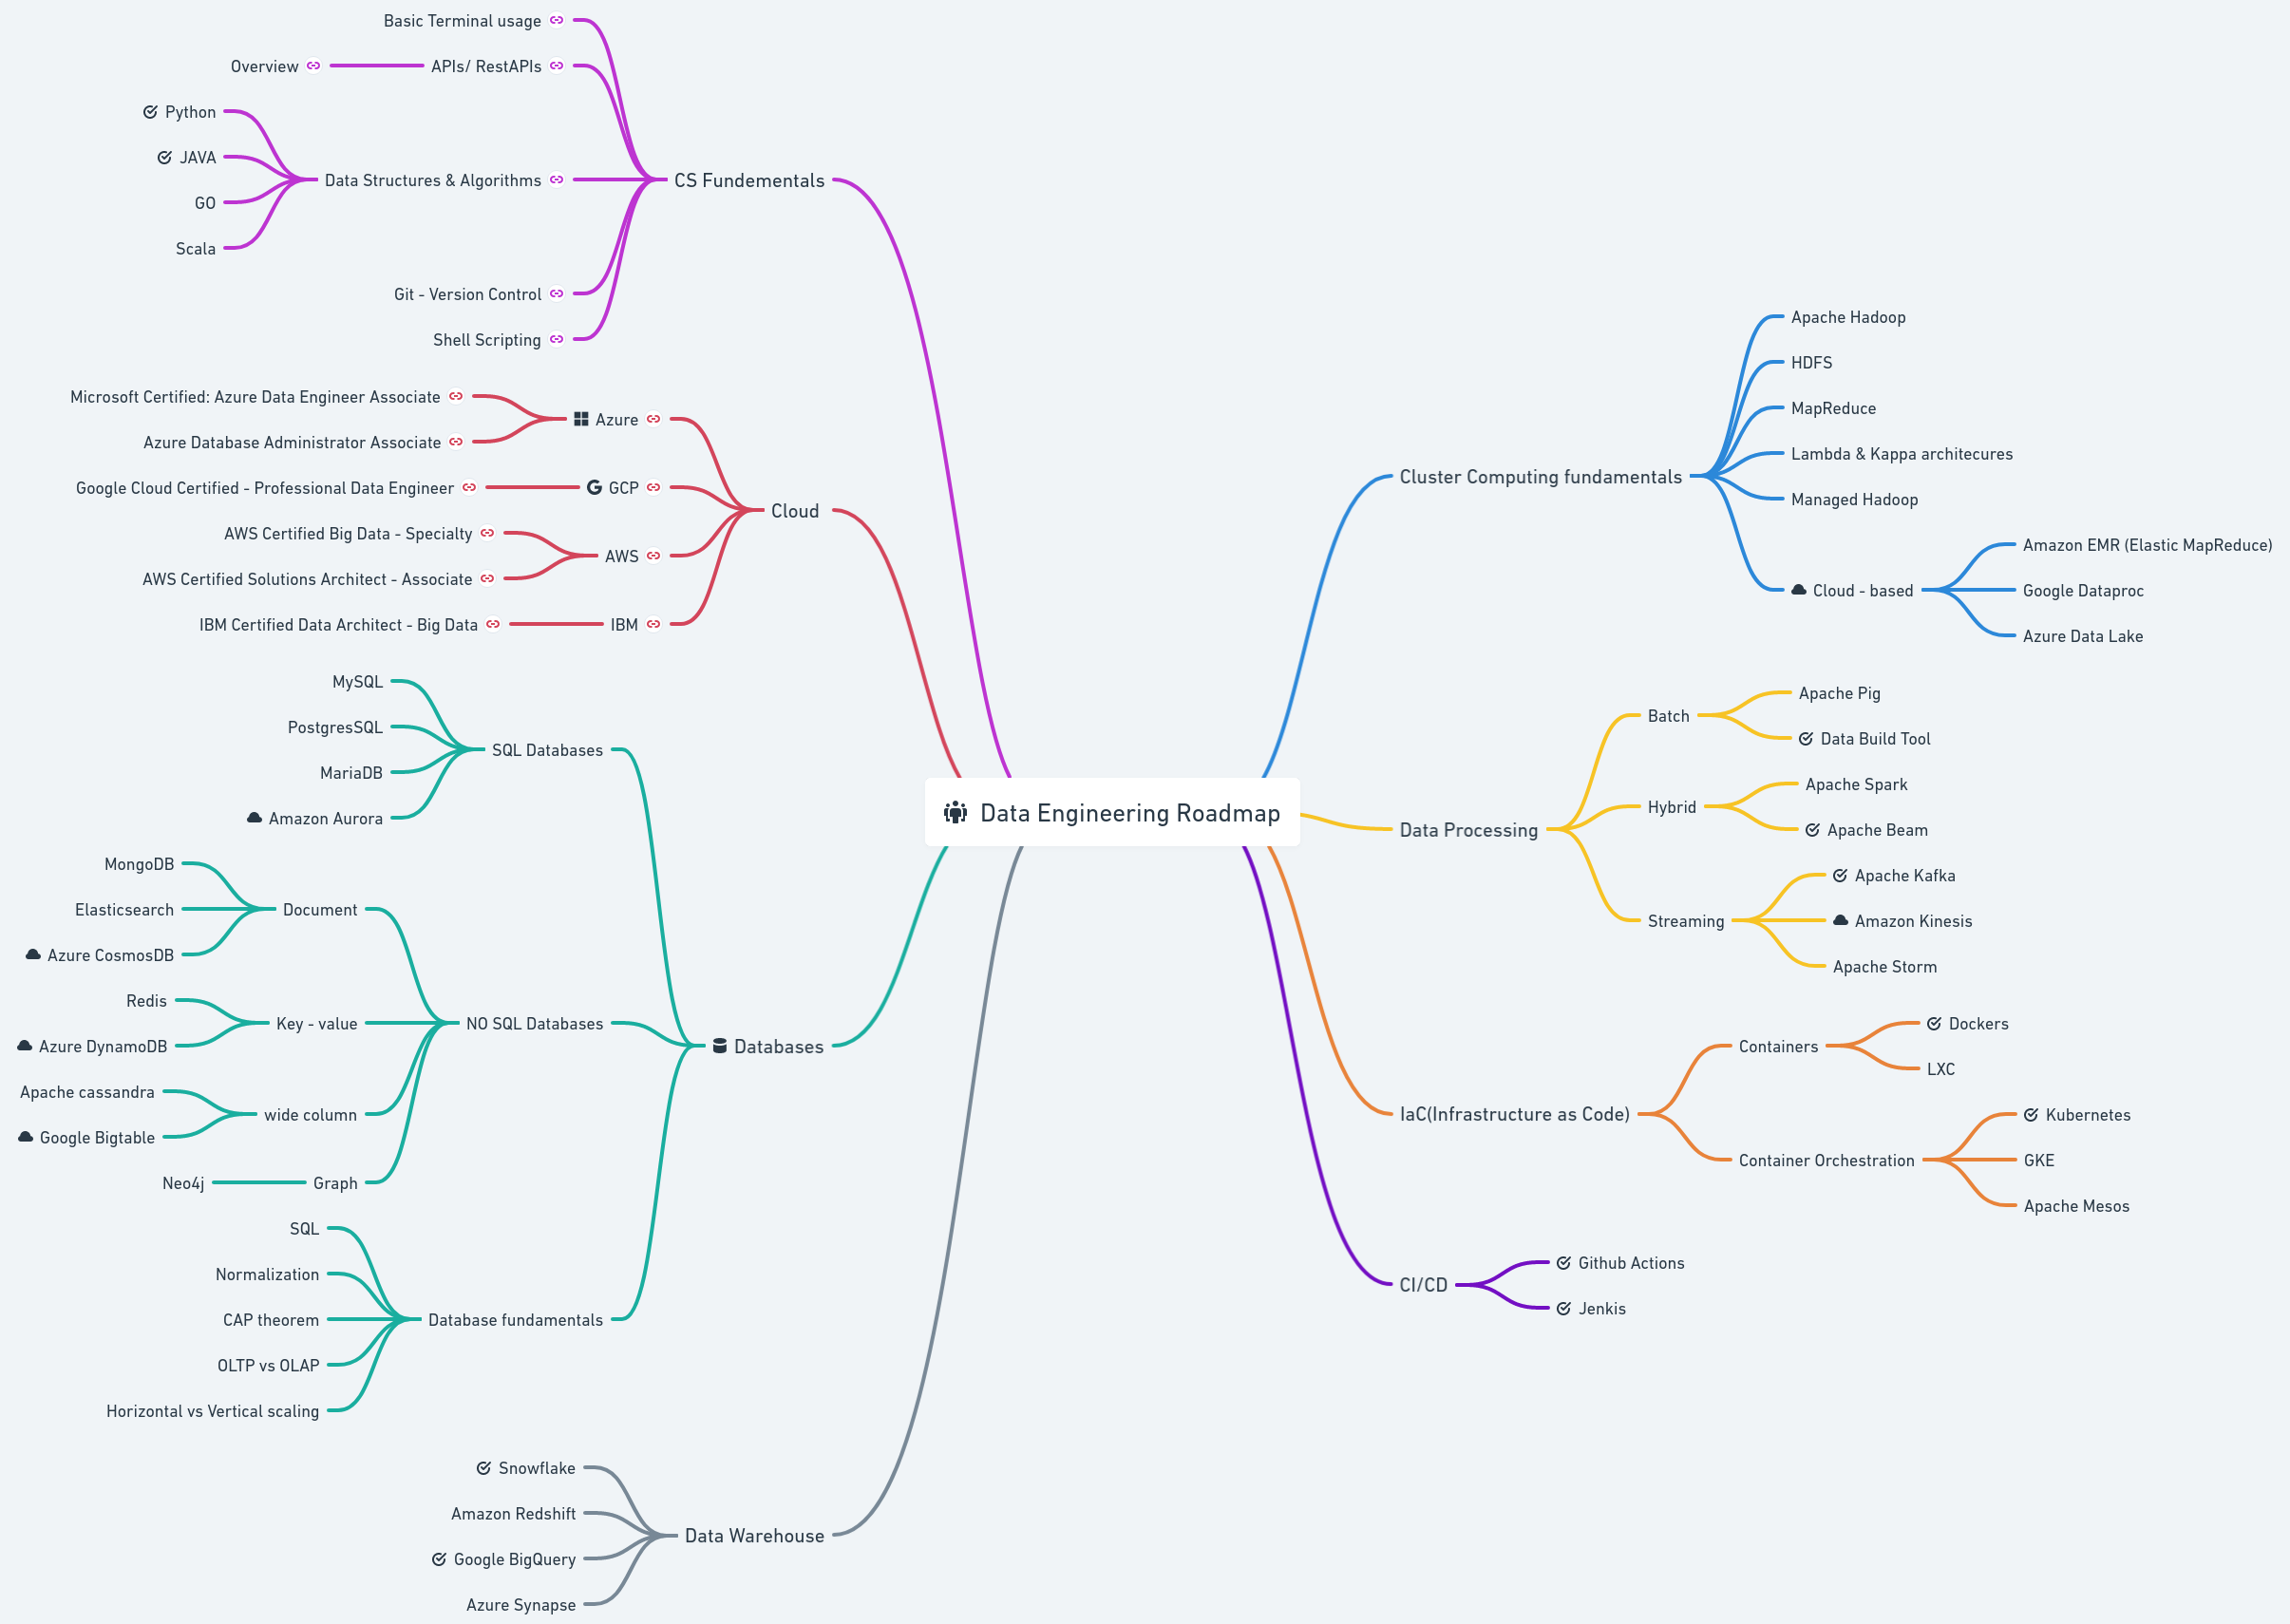 Basic Terminal usage
Overview
APIs/ RestAPIs
Python
JAVA
GO
Scala
Data Structures & Algorithms
CS Fundementals
Git - Version Control
Shell Scripting
Microsoft Certified: Azure Data Engineer Associate
Azure Database Administrator Associate
Azure
Google Cloud Certified - Professional Data Engineer
GCP
Cloud
AWS Certified Big Data - Specialty
AWS Certified Solutions Architect - Associate
AWS
IBM Certified Data Architect - Big Data
IBM
MySQL
PostgresSQL
MariaDB
Amazon Aurora
SQL Databases
MongoDB
Elasticsearch
Azure CosmosDB
Document
Redis
Azure DynamoDB
Key - value
NO SQL Databases
Databases
Apache cassandra
Google Bigtable
wide column
Neo4j
Graph
SQL
Normalization
CAP theorem
OLTP vs OLAP
Horizontal vs Vertical scaling
Database fundamentals
Snowflake
Amazon Redshift
Google BigQuery
Azure Synapse
Data Warehouse
Data Engineering Roadmap
Cluster Computing fundamentals
Apache Hadoop
HDFS
MapReduce
Lambda & Kappa architecures
Managed Hadoop
Cloud - based
Amazon EMR (Elastic MapReduce)
Google Dataproc
Azure Data Lake
Data Processing
Batch
Apache Pig
Data Build Tool
Hybrid
Apache Spark
Apache Beam
Streaming
Apache Kafka
Amazon Kinesis
Apache Storm
IaC(Infrastructure as Code)
Containers
Dockers
LXC
Container Orchestration
Kubernetes
GKE
Apache Mesos
CI/CD
Github Actions
Jenkis